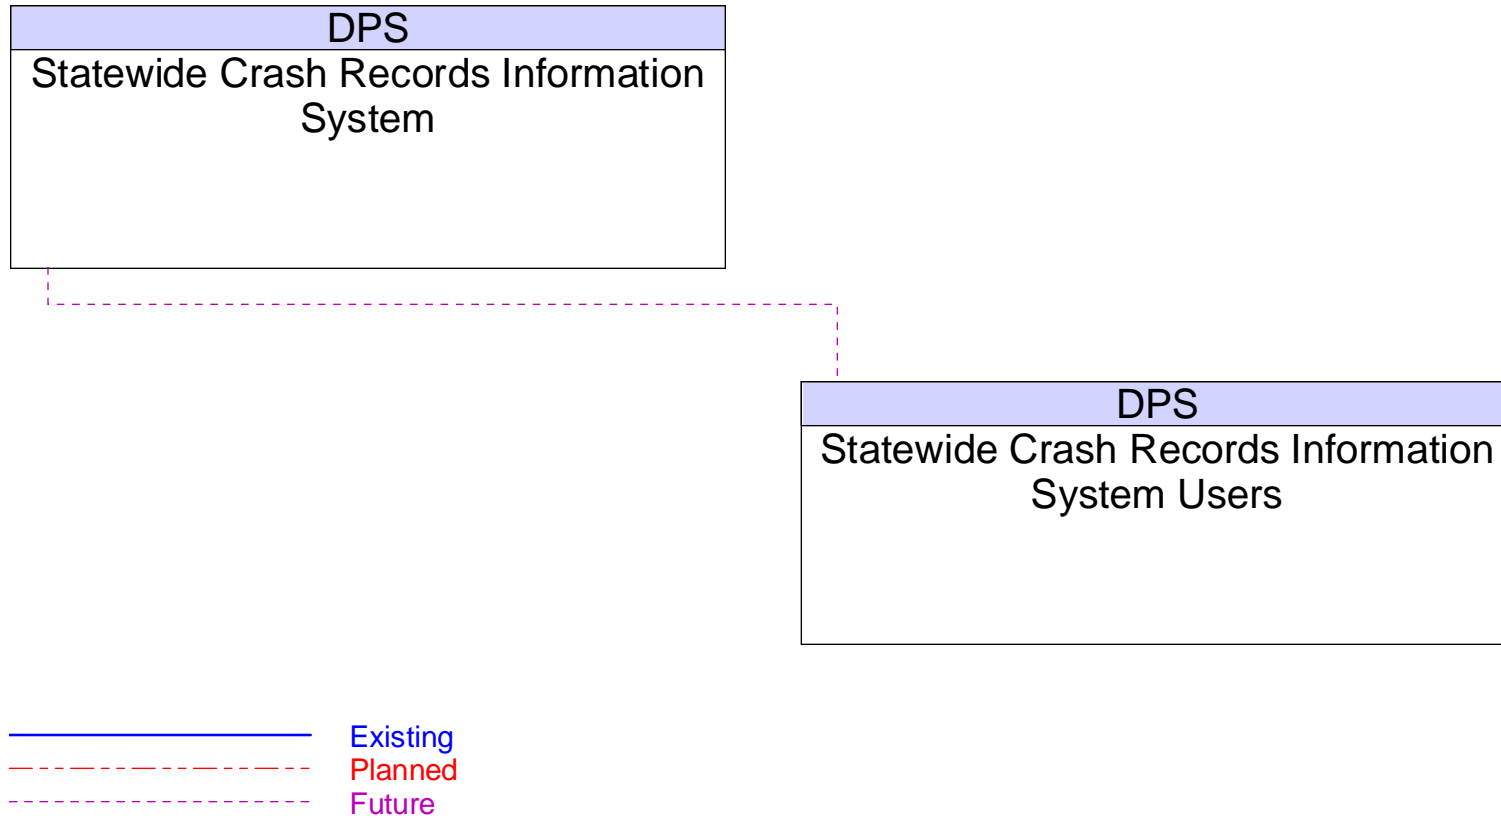 DPS
Statewide Crash Records Information
System
DPS
Statewide Crash Records Information
System Users
Existing
Planned
Future